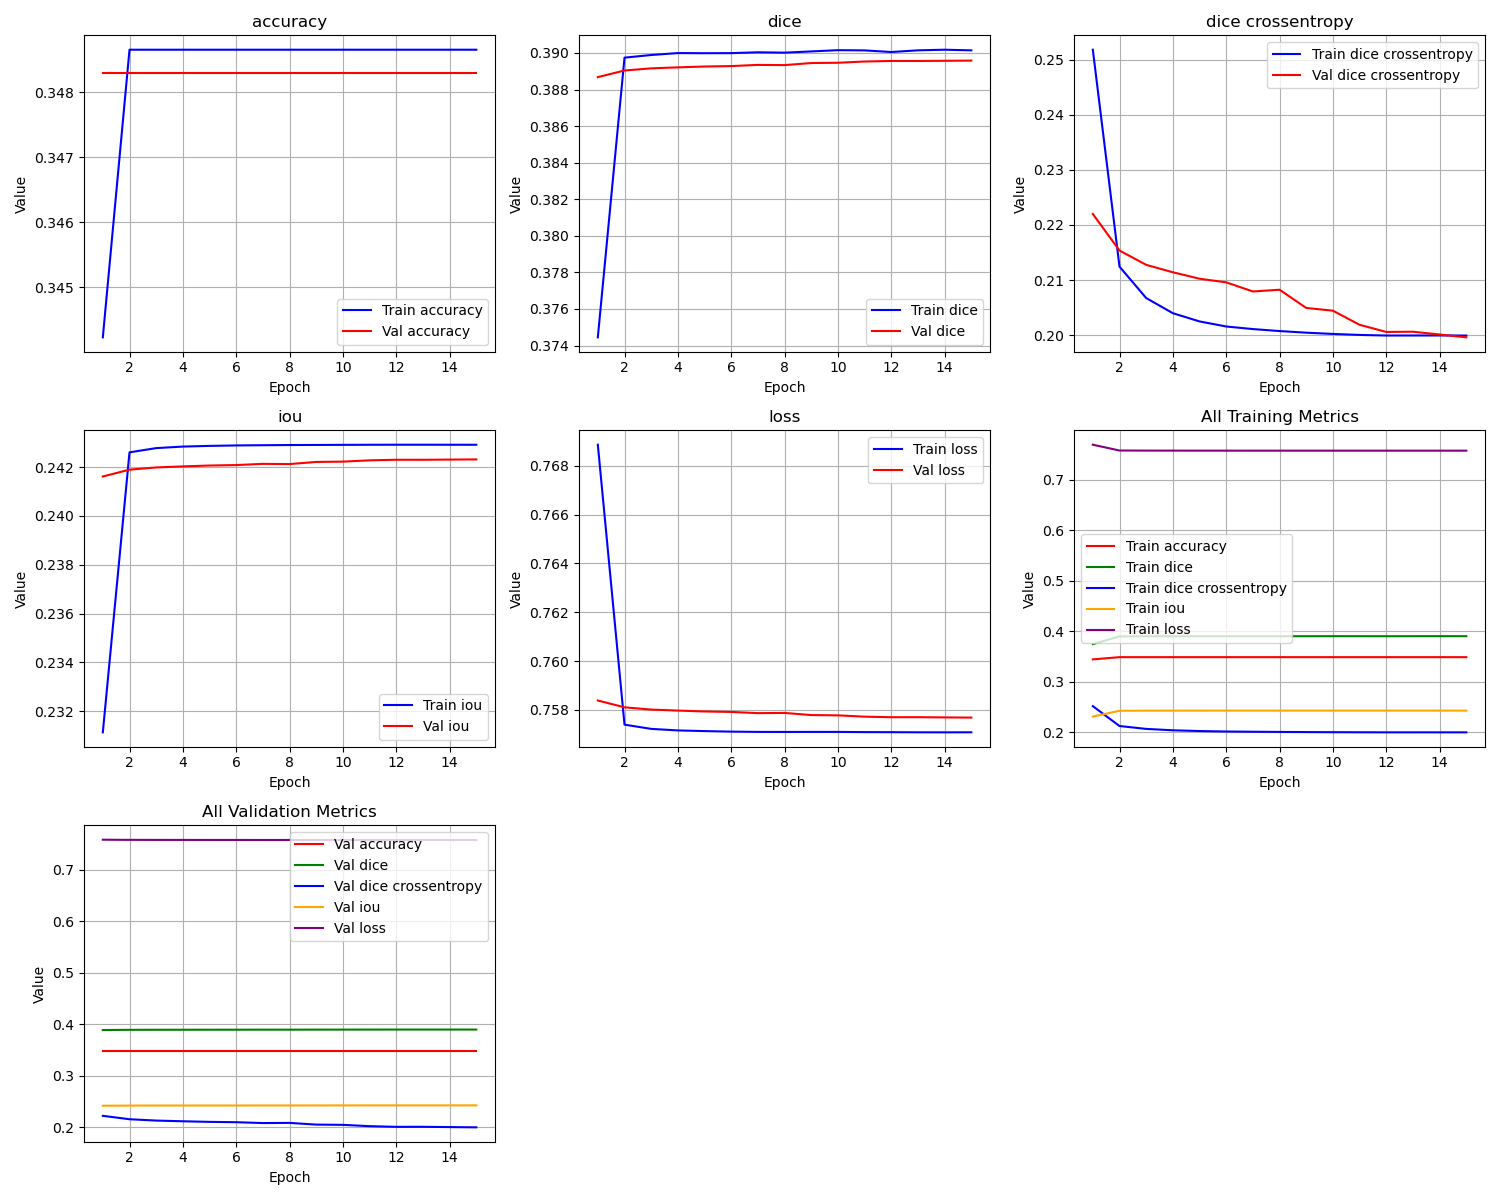 accuracy
Value
0.348
0.347
0.346
0.345
Train accuracy
Val accuracy
2 4 6 8 10 12 14
Epoch
dice
Value
0.390
0.388
0.386
0.384
0.382
0.380
0.378
0.376
0.374
Train dice
Val dice
2 4 6 8 10 12 14
Epoch
dice crossentropy
Value
0.25
0.24
0.23
0.22
0.21
0.20
Train dice crossentropy
Val dice crossentropy
2 4 6 8 10 12 14
Epoch
iou
Value
0.242
0.240
0.238
0.236
0.234
0.232
Train iou
Val iou
2 4 6 8 10 12 14
Epoch
loss
Value
0.768
0.766
0.764
0.762
0.760
0.758
Train loss
Val loss
2 4 6 8 10 12 14
Epoch
All Training Metrics
Value
0.7
0.6
0.5
0.4
0.3
0.2
Train accuracy
Train dice
Train dice crossentropy
Train iou
Train loss
2 4 6 8 10 12 14
Epoch
All Validation Metrics
Value
0.7
0.6
0.5
0.4
0.3
0.2
Val accuracy
Val dice
Val dice crossentropy
Val iou
Val loss
2 4 6 8 10 12 14
Epoch